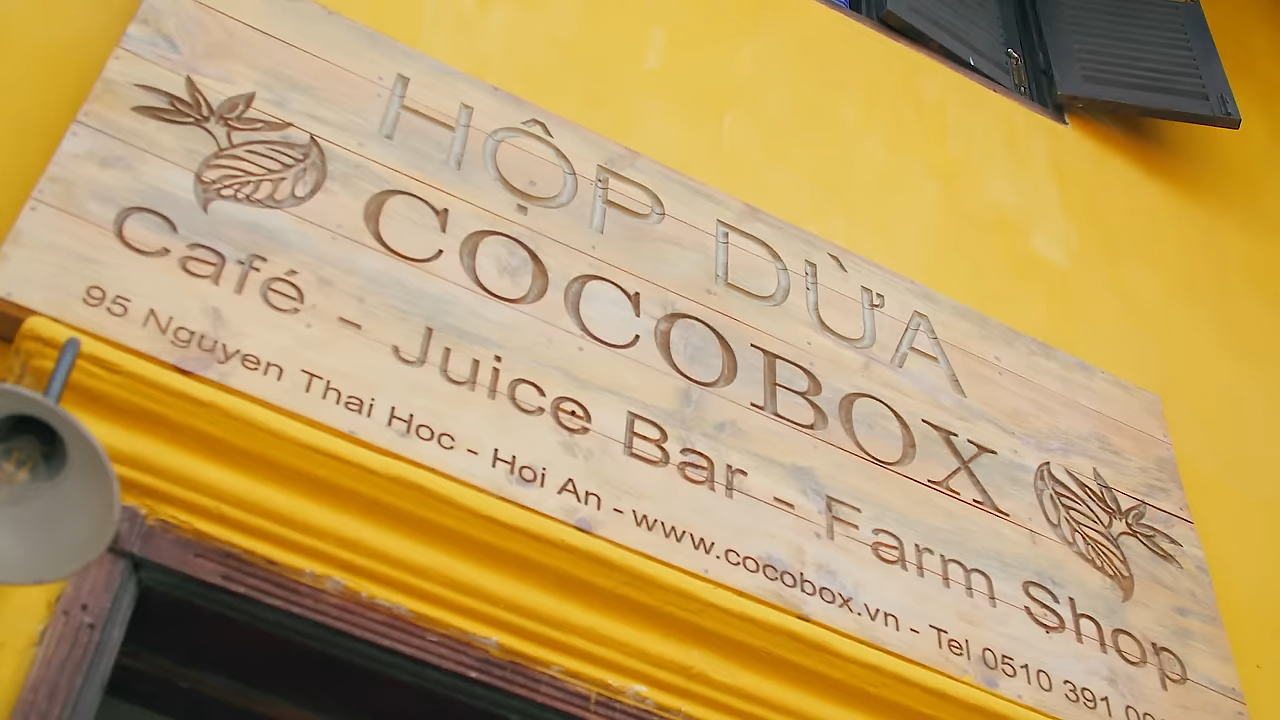 HỘP DỪA
COCOBOX
Café - Juice Bar - Farm Shop
95 Nguyen Thai Hoc - Hoi An - www.cocobox.vn - Tel 0510 391